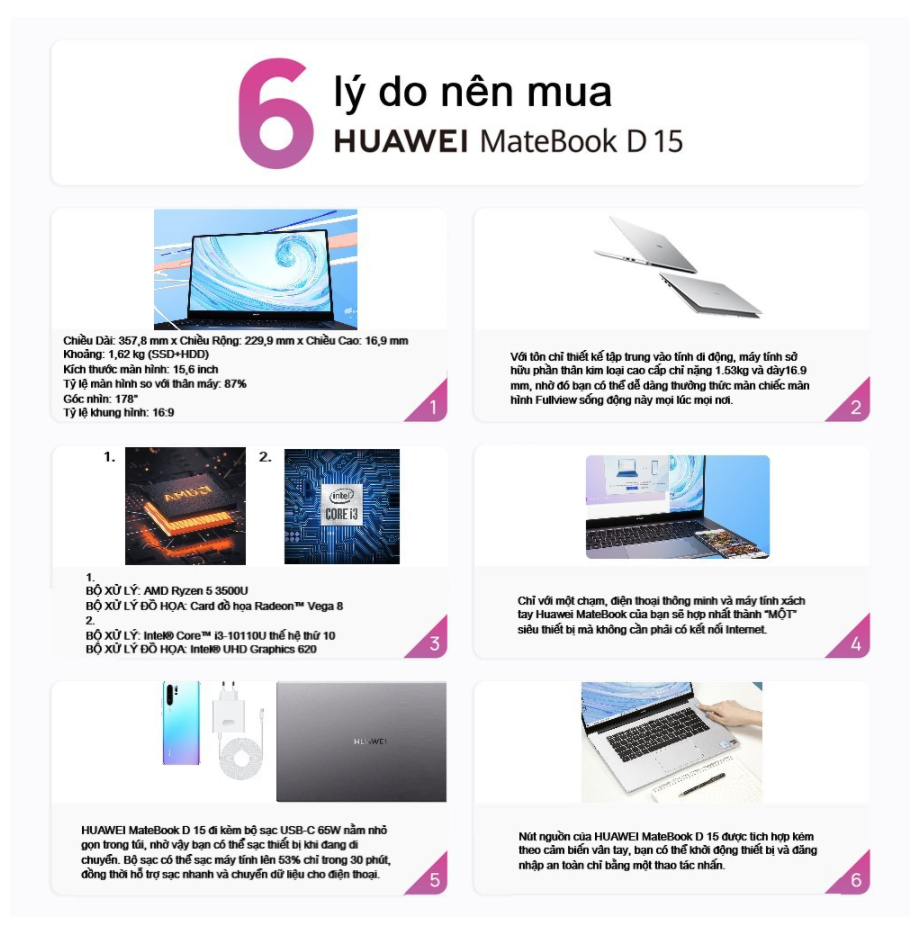 6 lý do nên mua
HUAWEI MateBook D 15
Chiều Dài: 357,8 mm x Chiều Rộng: 229,9 mm x Chiều Cao: 16,9 mm
Khoảng: 1,62 kg (SSD+HDD)
Kích thước màn hình: 15,6 inch
Tỷ lệ màn hình so với thân máy: 87%
Góc nhìn: 178"
Tỷ lệ khung hình: 16:9
1
Với tôn chỉ thiết kế tập trung vào tính di động, máy tính sở
hữu phần thân kim loại cao cấp chỉ nặng 1.53kg và dày16.9
mm, nhờ đó bạn có thể dễ dàng thưởng thức màn chiếc màn
hình Fullview sống động này mọi lúc mọi nơi.
2
1.
AMD
2.
intel
CORE i3
1.
BỘ XỬ LÝ: AMD Ryzen 5 3500U
BỘ XỬ LÝ ĐỒ HỌA: Card đồ họa Radeon™ Vega 8
2.
BỘ XỬ LÝ: Intel® Core™ i3-10110U thế hệ thứ 10
BỘ XỬ LÝ ĐỒ HỌA: Intel® UHD Graphics 620
3
Chỉ với một chạm, điện thoại thông minh và máy tính xách
tay Huawei MateBook của bạn sẽ hợp nhất thành "MỘT"
siêu thiết bị mà không cần phải có kết nối Internet.
4
HUAWEI
HUAWEI MateBook D 15 đi kèm bộ sạc USB-C 65W nằm nhỏ
gọn trong túi, nhờ vậy bạn có thể sạc thiết bị khi đang di
chuyển. Bộ sạc có thể sạc máy tính lên 53% chỉ trong 30 phút,
đồng thời hỗ trợ sạc nhanh và chuyển dữ liệu cho điện thoại.
5
Nút nguồn của HUAWEI MateBook D 15 được tích hợp kèm
theo cảm biến vân tay, bạn có thể khởi động thiết bị và đăng
nhập an toàn chỉ bằng một thao tác nhấn.
6